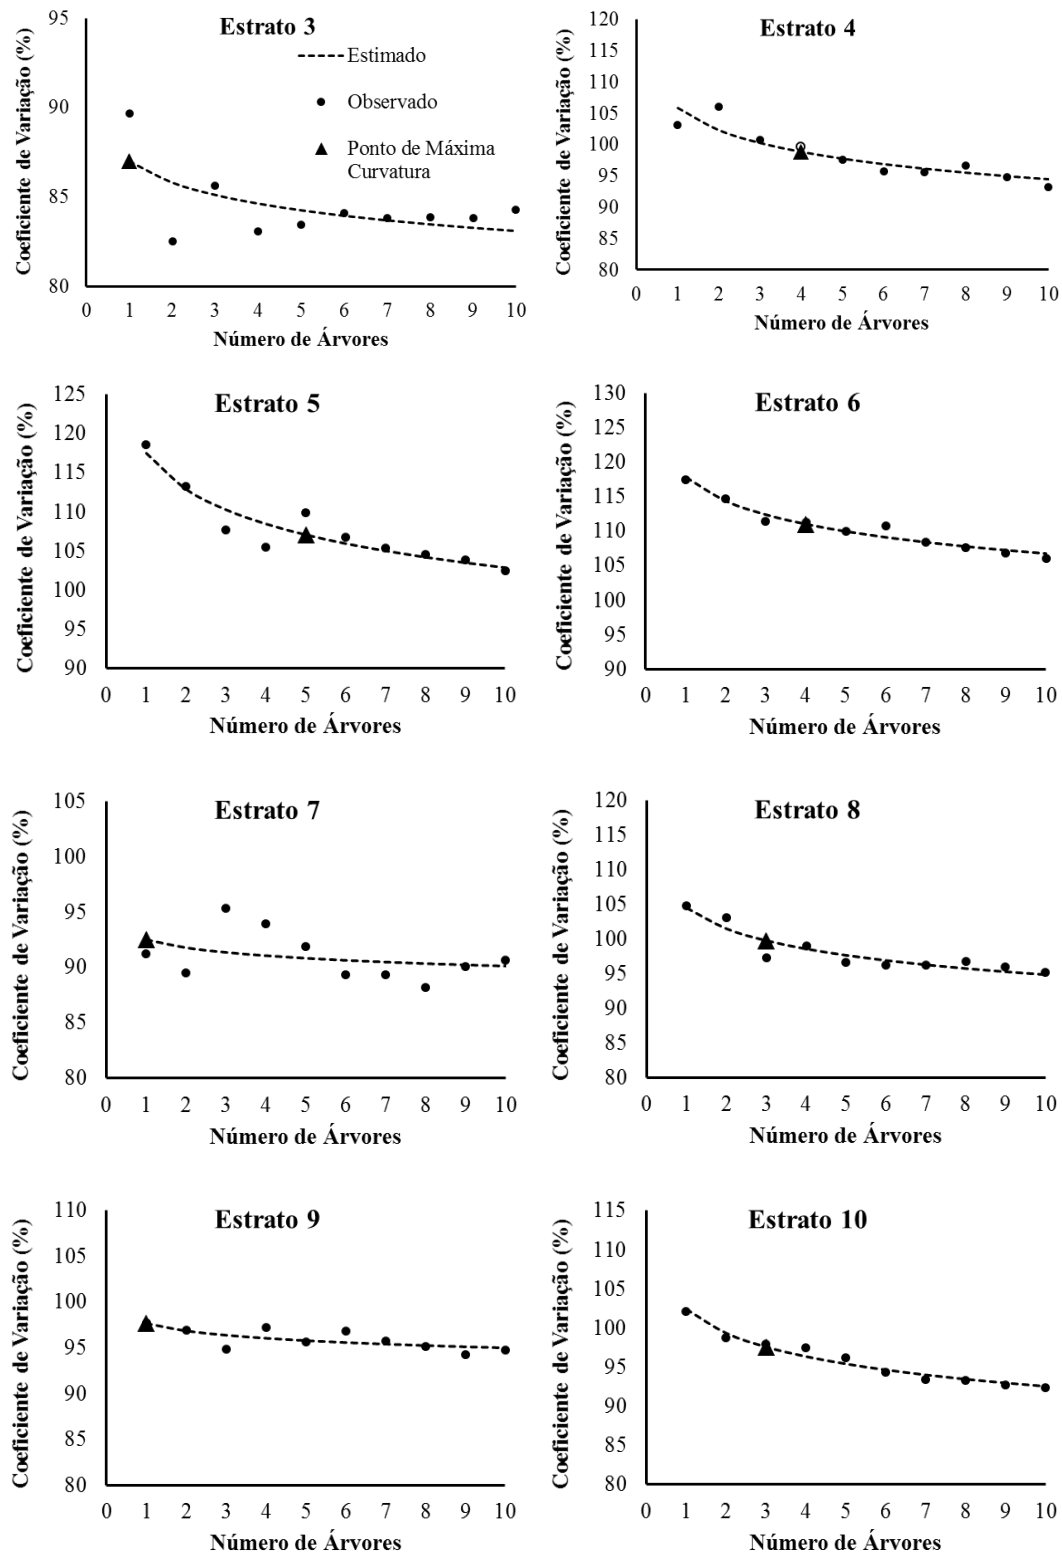 Estrato 3
Estimado
Observado
Ponto de Máxima
Curvatura
Coeficiente de Variação (%)
95
90
85
80
0 1 2 3 4 5 6 7 8 9 10
Número de Árvores
Estrato 4
Coeficiente de Variação (%)
120
115
110
105
100
95
90
85
80
0 1 2 3 4 5 6 7 8 9 10
Número de Árvores
Estrato 5
Coeficiente de Variação (%)
125
120
115
110
105
100
95
90
0 1 2 3 4 5 6 7 8 9 10
Número de Árvores
Estrato 6
Coeficiente de Variação (%)
130
125
120
115
110
105
100
95
90
0 1 2 3 4 5 6 7 8 9 10
Número de Árvores
Estrato 7
Coeficiente de Variação (%)
105
100
95
90
85
80
0 1 2 3 4 5 6 7 8 9 10
Número de Árvores
Estrato 8
Coeficiente de Variação (%)
120
115
110
105
100
95
90
85
80
0 1 2 3 4 5 6 7 8 9 10
Número de Árvores
Estrato 9
Coeficiente de Variação (%)
110
105
100
95
90
85
80
0 1 2 3 4 5 6 7 8 9 10
Número de Árvores
Estrato 10
Coeficiente de Variação (%)
115
110
105
100
95
90
85
80
0 1 2 3 4 5 6 7 8 9 10
Número de Árvores